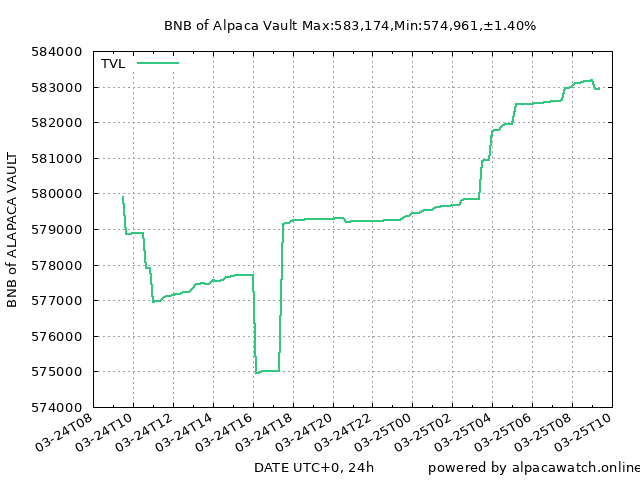 BNB of Alpaca Vault Max:583,174,Min:574,961,±1.40%
TVL
584000
583000
582000
581000
580000
579000
578000
577000
576000
575000
574000
BNB of ALAPACA VAULT
03-24T08
03-24T10
03-24T12
03-24T14
03-24T16
03-24T18
03-24T20
03-24T22
03-25T00
03-25T02
03-25T04
03-25T06
03-25T08
03-25T10
DATE UTC+0, 24h
powered by alpacawatch.online